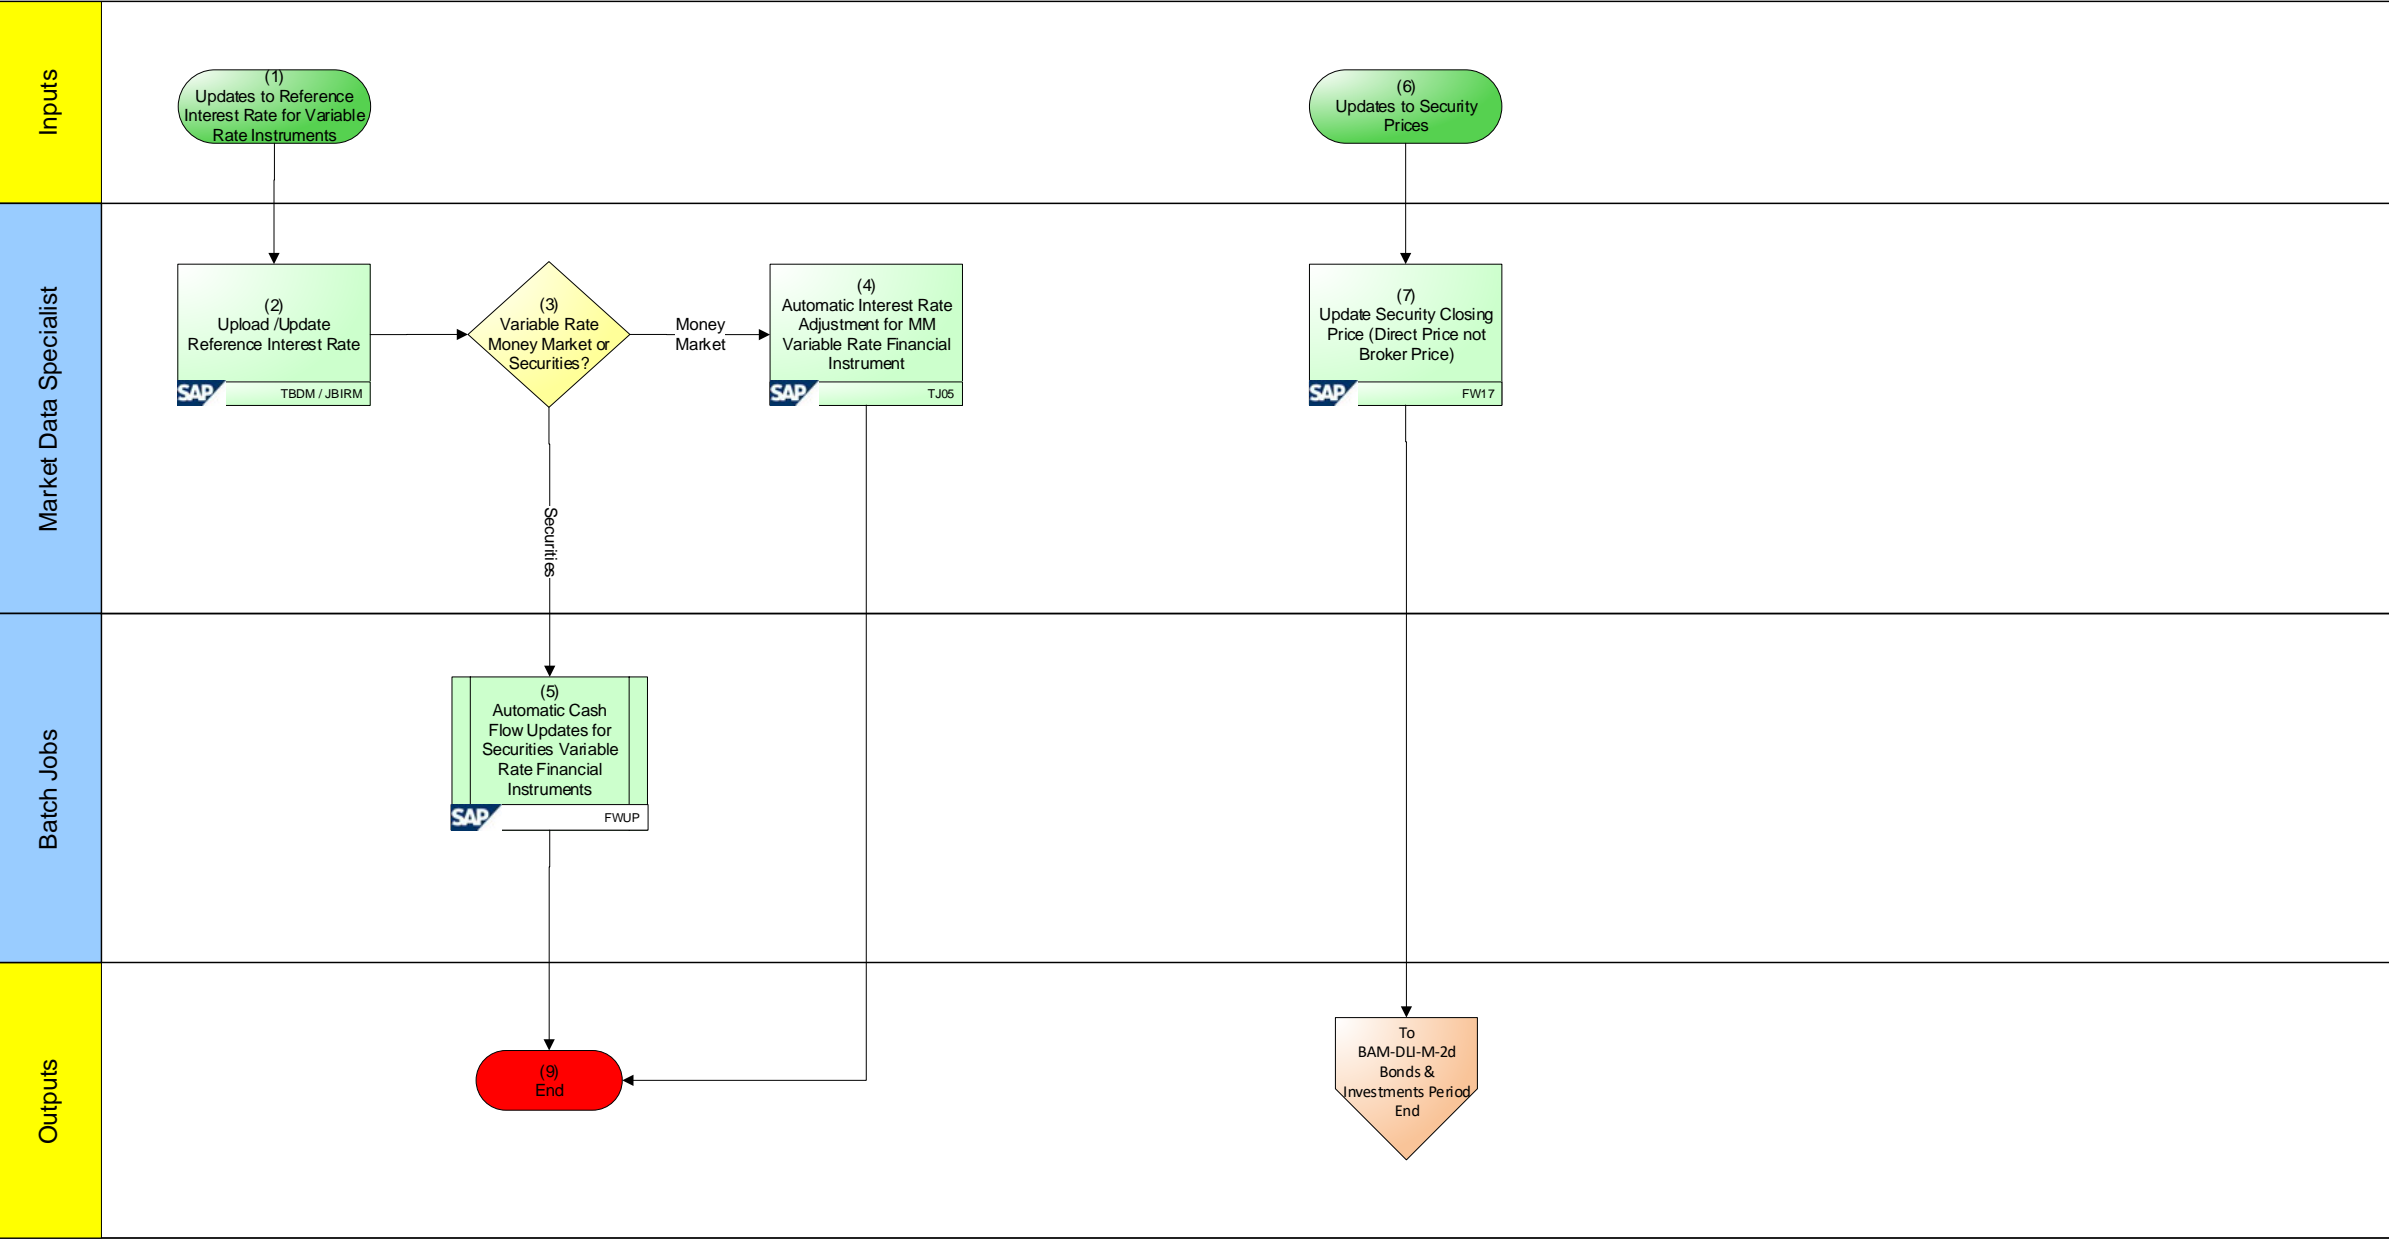 Inputs
(1)
Updates to Reference
Interest Rate for Variable
Rate Instruments
(6)
Updates to Security
Prices
Market Data Specialist
(2)
Upload /Update
Reference Interest Rate
SAP
TBDM / JBIRM
(3)
Variable Rate
Money Market or
Securities?
Money
Market
Securities
(4)
Automatic Interest Rate
Adjustment for MM
Variable Rate Financial
Instrument
SAP
TJ05
(7)
Update Security Closing
Price (Direct Price not
Broker Price)
SAP
FW17
Batch Jobs
(5)
Automatic Cash
Flow Updates for
Securities Variable
Rate Financial
Instruments
SAP
FWUP
Outputs
(9)
End
To
BAM-DLI-M-2d
Bonds &
Investments Period
End